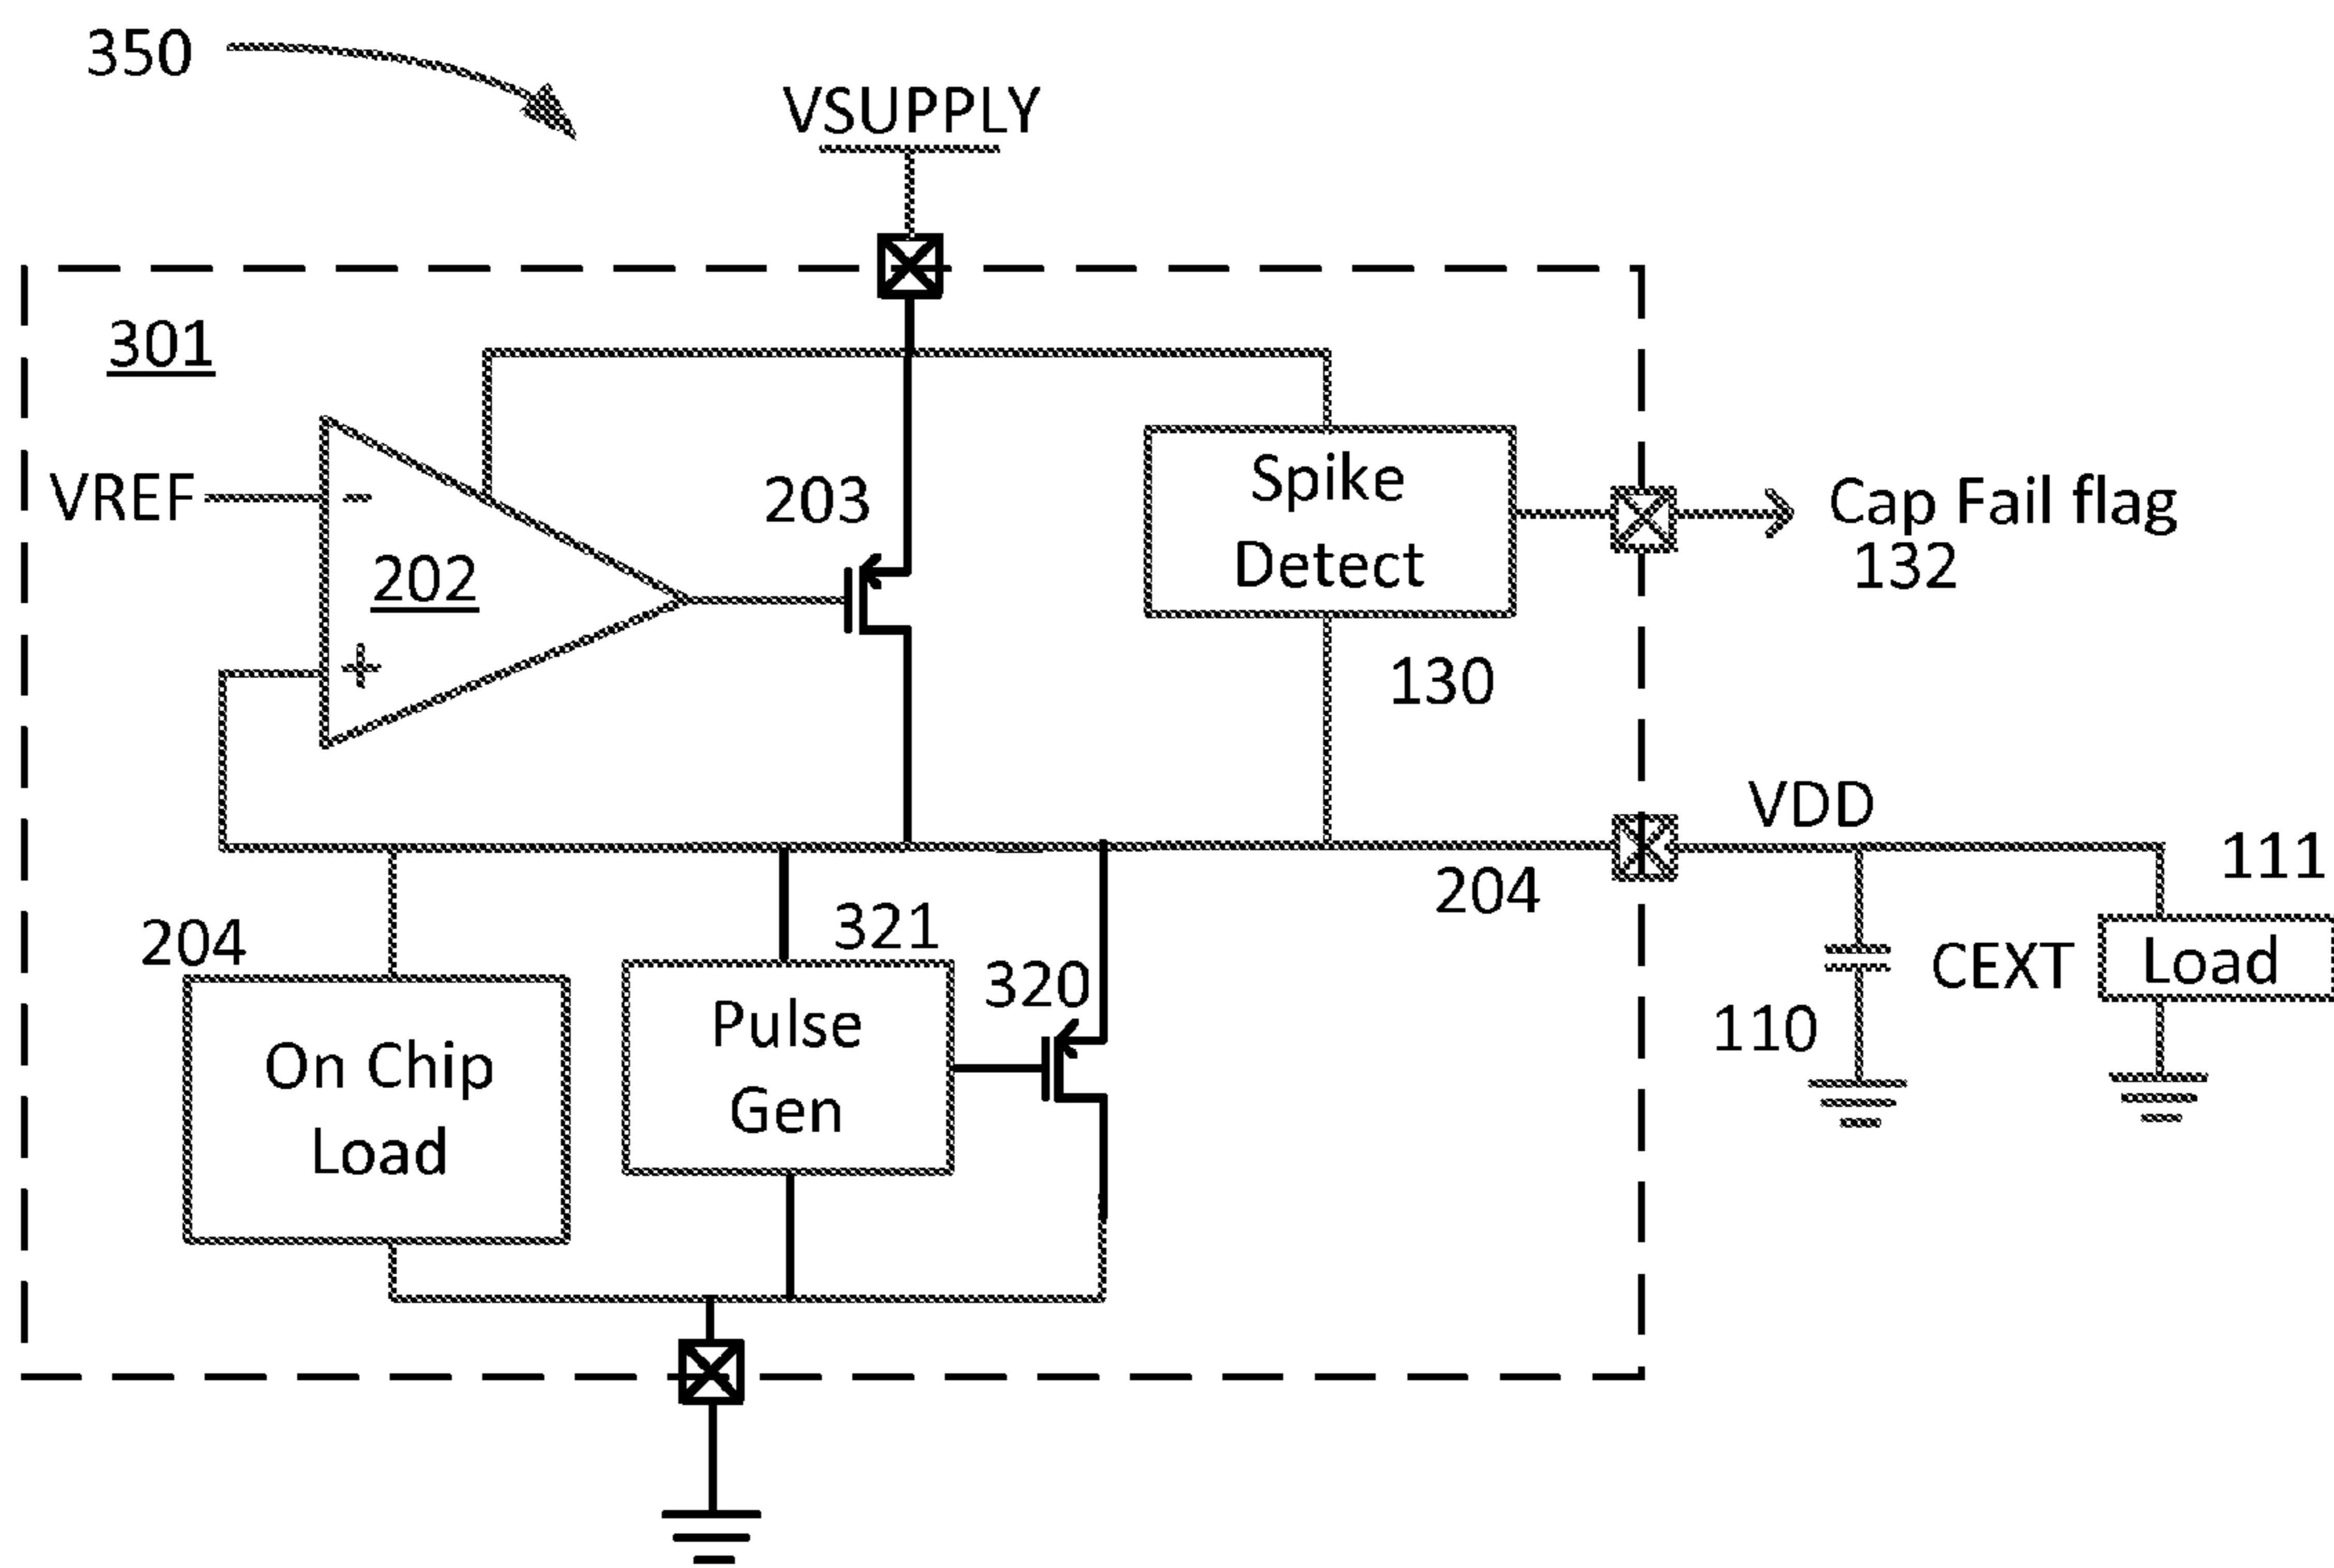 350
VSUPPLY
301
VREF
-
202
+
203
Spike
Detect
130
Cap Fail flag
132
VDD
204
111
Load
CEXT
110
204
On Chip
Load
321
Pulse
Gen
320